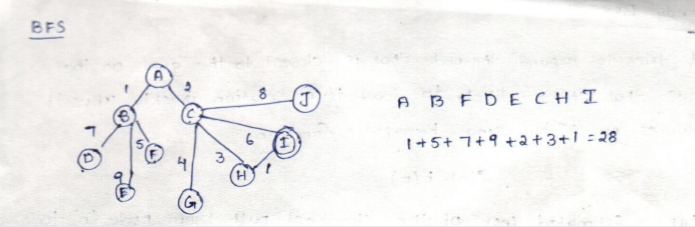 BFS
A
1
2
8
J
B
C
7
5
6
I
D
F
4
3
H
1
9
E
G
A B F D E C H I
1+5+7+9+2+3+1=28